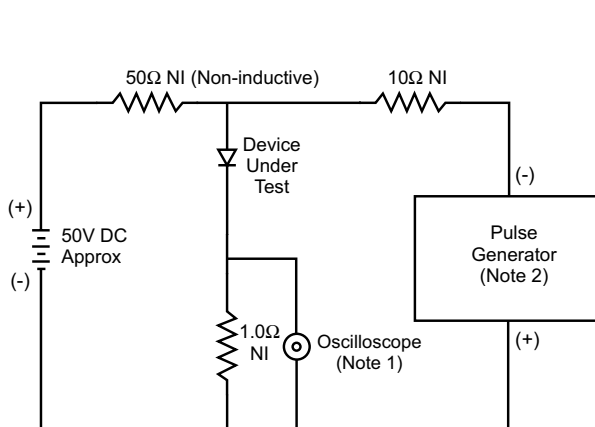 50Ω NI (Non-inductive)
10Ω NI
Device
Under
Test
(-)
(+)
50V DC
Approx
(-)
Pulse
Generator
(Note 2)
1.0Ω
NI
Oscilloscope
(Note 1)
(+)